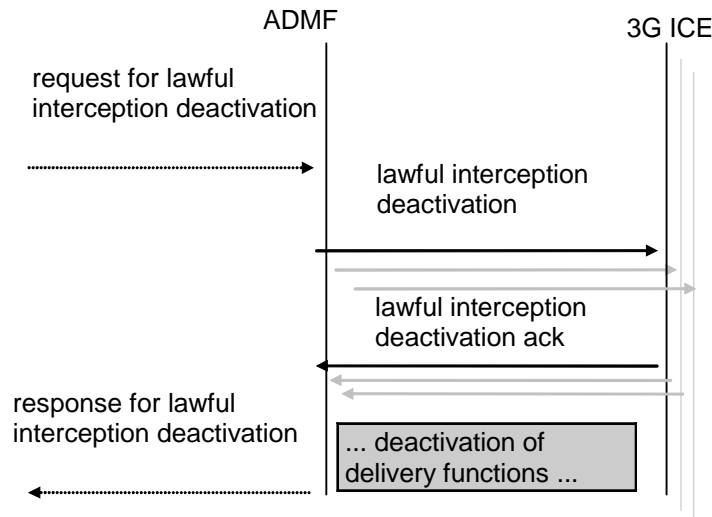 ADMF
3G ICE
request for lawful
interception deactivation
lawful interception
deactivation
lawful interception
deactivation ack
response for lawful
interception deactivation
... deactivation of
delivery functions ...